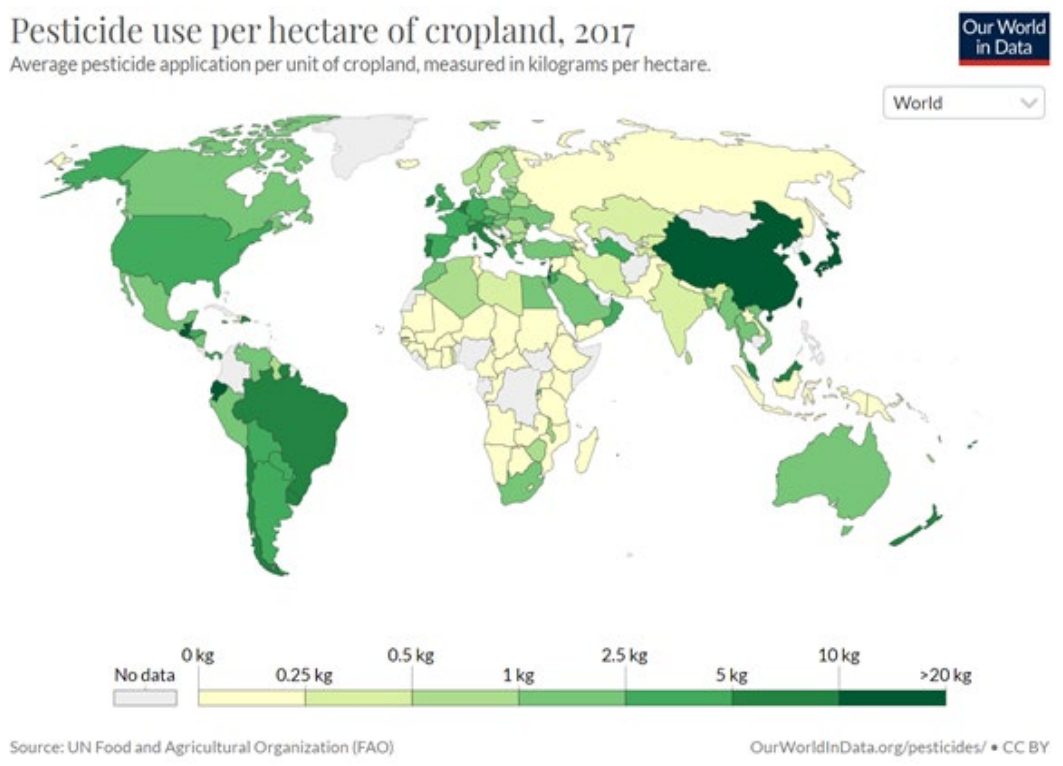 Pesticide use per hectare of cropland, 2017
Average pesticide application per unit of cropland, measured in kilograms per hectare.
Our World
in Data
World
No data
0 kg
0.25 kg
0.5 kg
1 kg
2.5 kg
5 kg
10 kg
>20 kg
Source: UN Food and Agricultural Organization (FAO)
OurWorldInData.org/pesticides/ • CC BY